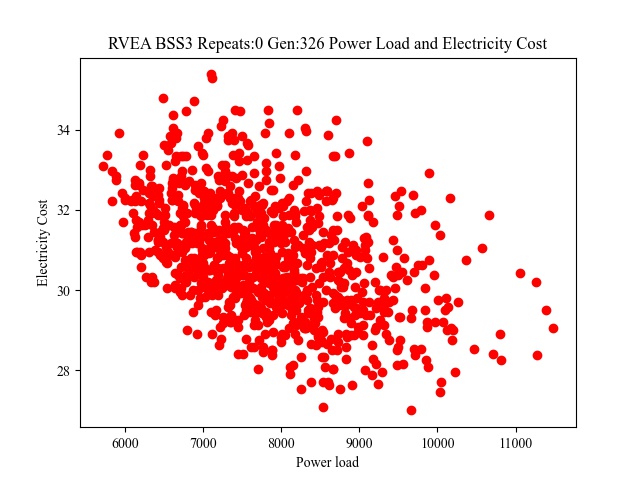 RVEA BSS3 Repeats:0 Gen:326 Power Load and Electricity Cost
34
32
30
28
Electricity Cost
6000 7000 8000 9000 10000 11000
Power load